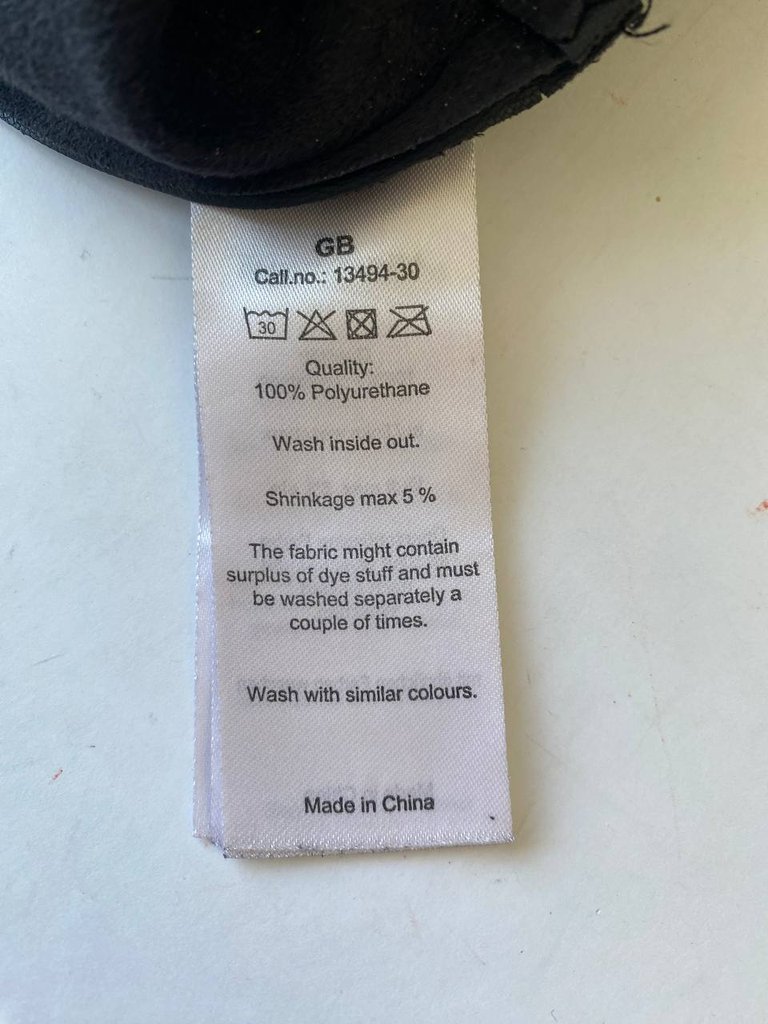 GB
Call.no.: 13494-30
30
Quality:
100% Polyurethane
Wash inside out.
Shrinkage max 5 %
The fabric might contain
surplus of dye stuff and must
be washed separately a
couple of times.
Wash with similar colours.
Made in China